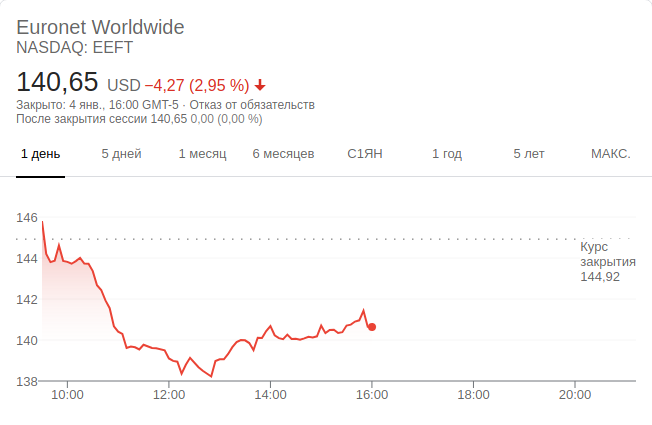 Euronet Worldwide
NASDAQ: EEFT
140,65 USD −4,27 (2,95 %)
Закрыто: 4 янв., 16:00 GMT-5 · Отказ от обязательств
После закрытия сессии 140,65 0,00 (0,00 %)
1 день 5 дней 1 месяц 6 месяцев С1ЯН 1 год 5 лет МАКС.
146
Курс
закрытия
144,92
144
142
140
138
10:00 12:00 14:00 16:00 18:00 20:00